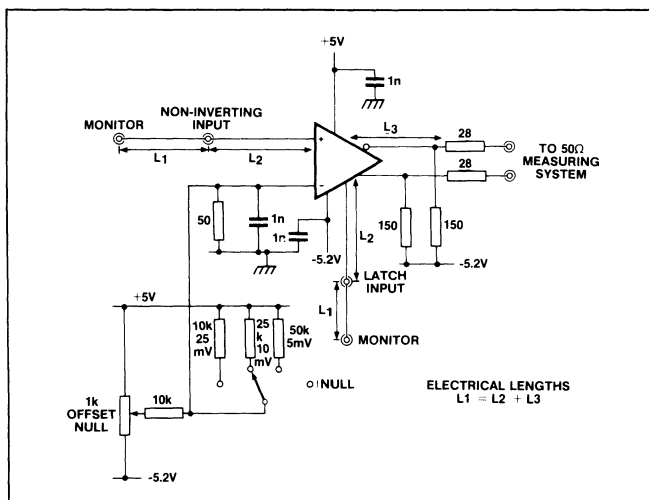 +5V
1n
NON-INVERTING
INPUT
MONITOR
L1
L2
+
−
L3
28
28
TO 50Ω
MEASURING
SYSTEM
50
1n
1n
-5.2V
L2
150
150
-5.2V
LATCH
INPUT
L1
MONITOR
+5V
10k
25
mV
25
k
10
mV
50k
5mV
NULL
1k
OFFSET
NULL
10k
-5.2V
ELECTRICAL LENGTHS
L1 = L2 + L3